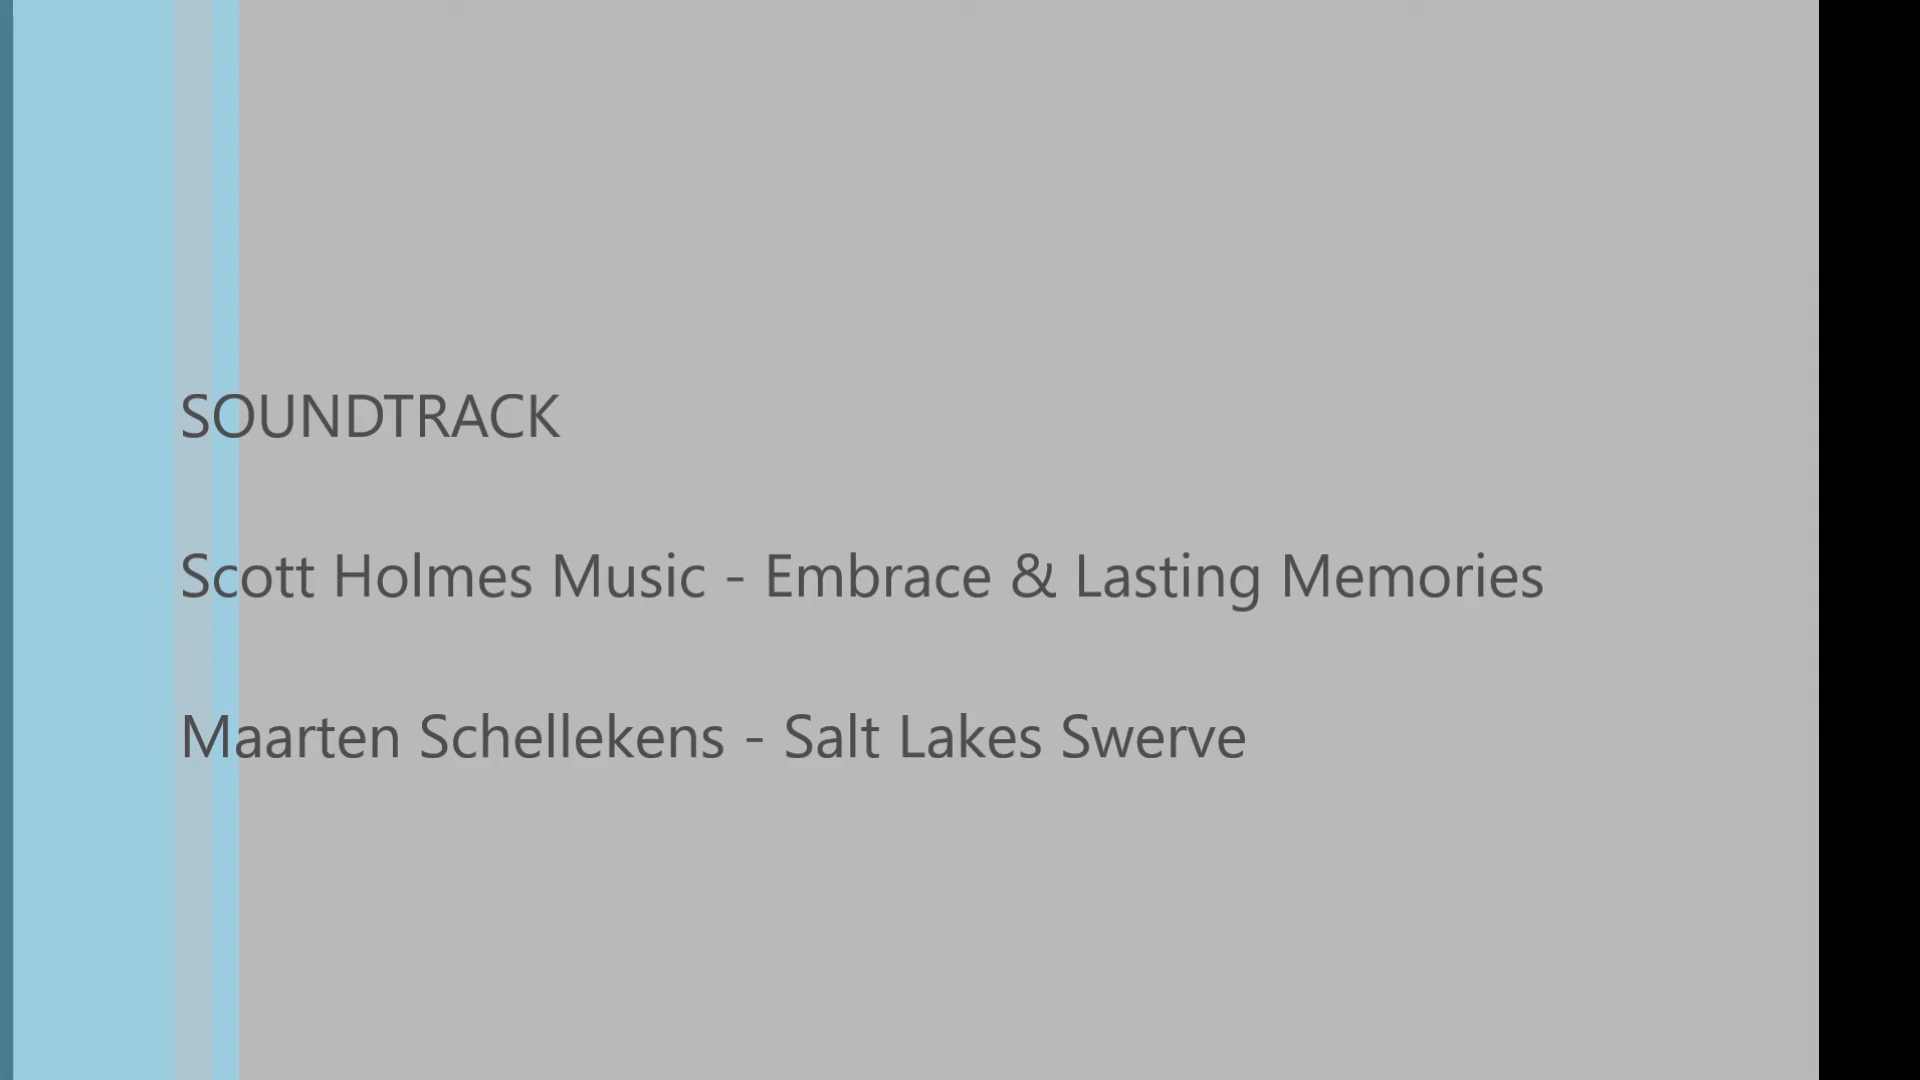 SOUNDTRACK
Scott Holmes Music - Embrace & Lasting Memories
Maarten Schellekens - Salt Lakes Swerve